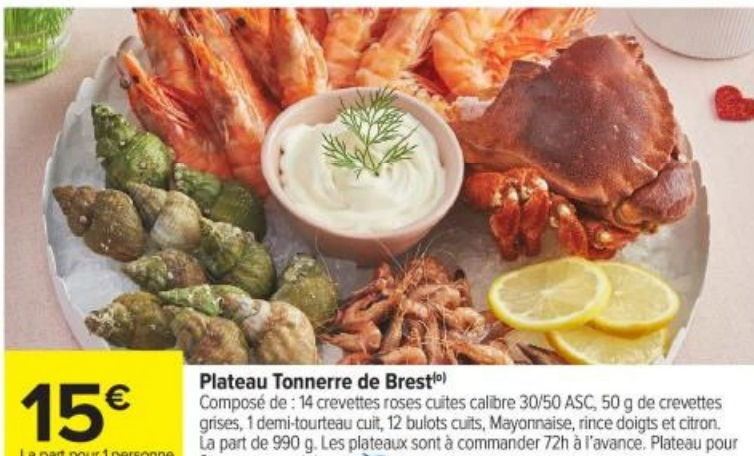 Plateau Tonnerre de Brest(o)
Composé de : 14 crevettes roses cuites calibre 30/50 ASC, 50 g de crevettes
grises, 1 demi-tourteau cuit, 12 bulots cuits, Mayonnaise, rince doigts et citron.
La part de 990 g. Les plateaux sont à commander 72h à l'avance. Plateau pour
15€
La part pour 1 personne